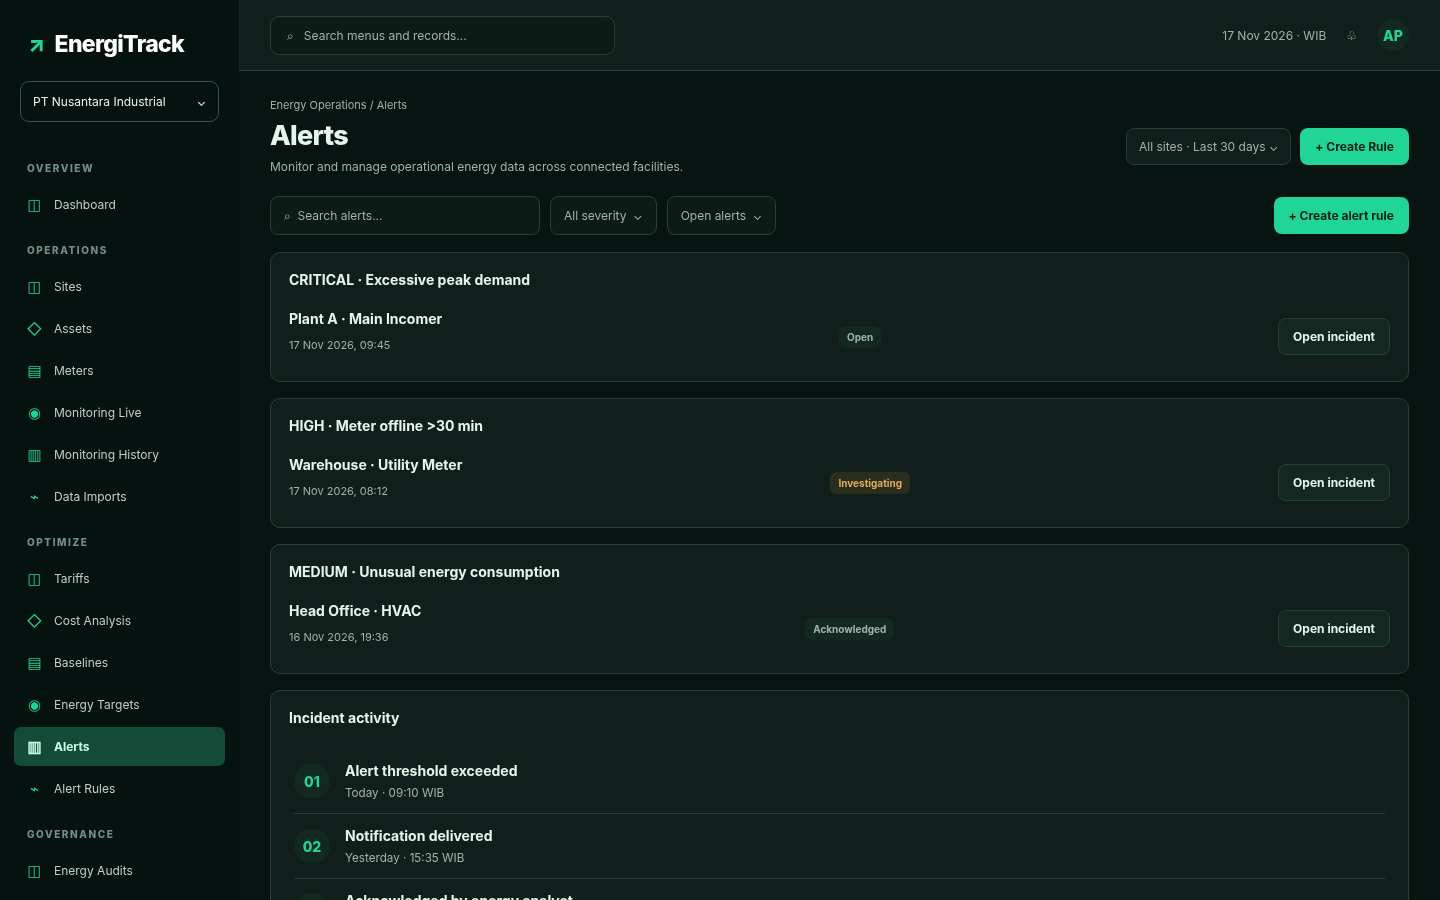 EnergiTrack
PT Nusantara Industrial
OVERVIEW
Dashboard
OPERATIONS
Sites
Assets
Meters
Monitoring Live
Monitoring History
Data Imports
OPTIMIZE
Tariffs
Cost Analysis
Baselines
Energy Targets
Alerts
Alert Rules
GOVERNANCE
Energy Audits
Search menus and records...
17 Nov 2026 · WIB
AP
Energy Operations / Alerts
Alerts
Monitor and manage operational energy data across connected facilities.
All sites · Last 30 days
+ Create Rule
Search alerts...
All severity
Open alerts
+ Create alert rule
CRITICAL · Excessive peak demand
Plant A · Main Incomer
17 Nov 2026, 09:45
Open
Open incident
HIGH · Meter offline >30 min
Warehouse · Utility Meter
17 Nov 2026, 08:12
Investigating
Open incident
MEDIUM · Unusual energy consumption
Head Office · HVAC
16 Nov 2026, 19:36
Acknowledged
Open incident
Incident activity
01
Alert threshold exceeded
Today · 09:10 WIB
02
Notification delivered
Yesterday · 15:35 WIB
Acknowledged by energy analyst